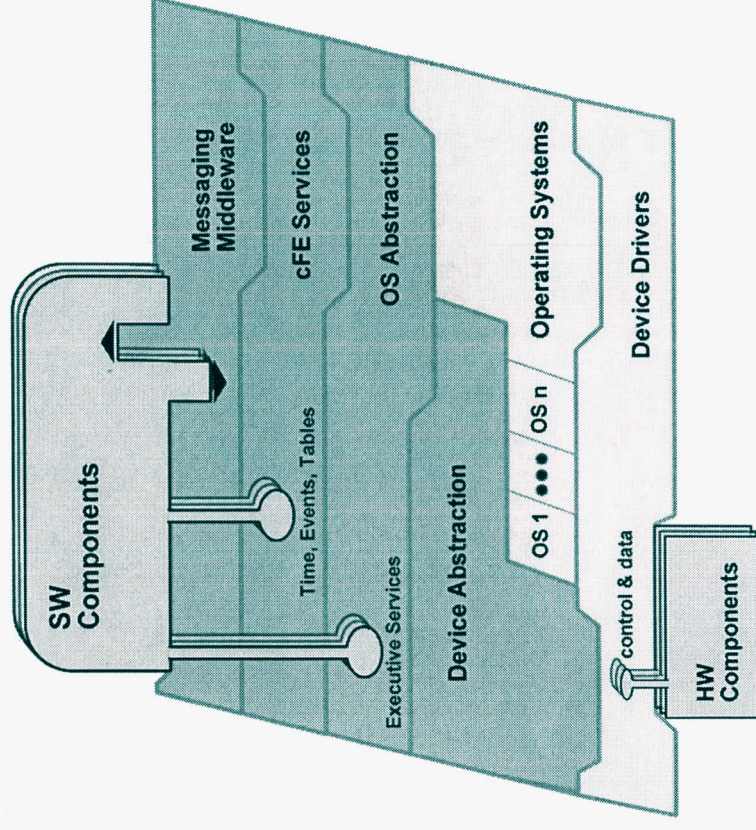 SW
Components
Messaging
Middleware
cFE Services
Time, Events, Tables
OS Abstraction
Executive Services
Device Abstraction
Operating Systems
OS 1 ●●● OS n
Device Drivers
control & data
HW
Components